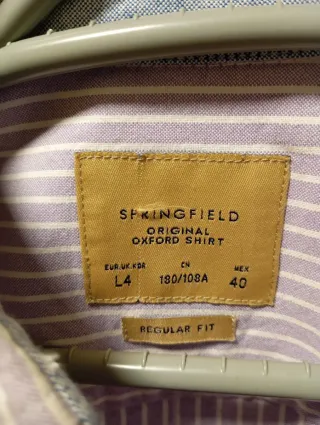 SPRINGFIELD
ORIGINAL
OXFORD SHIRT
EUR.UK.KOR CN MEX
L4 180/108A 40
REGULAR FIT